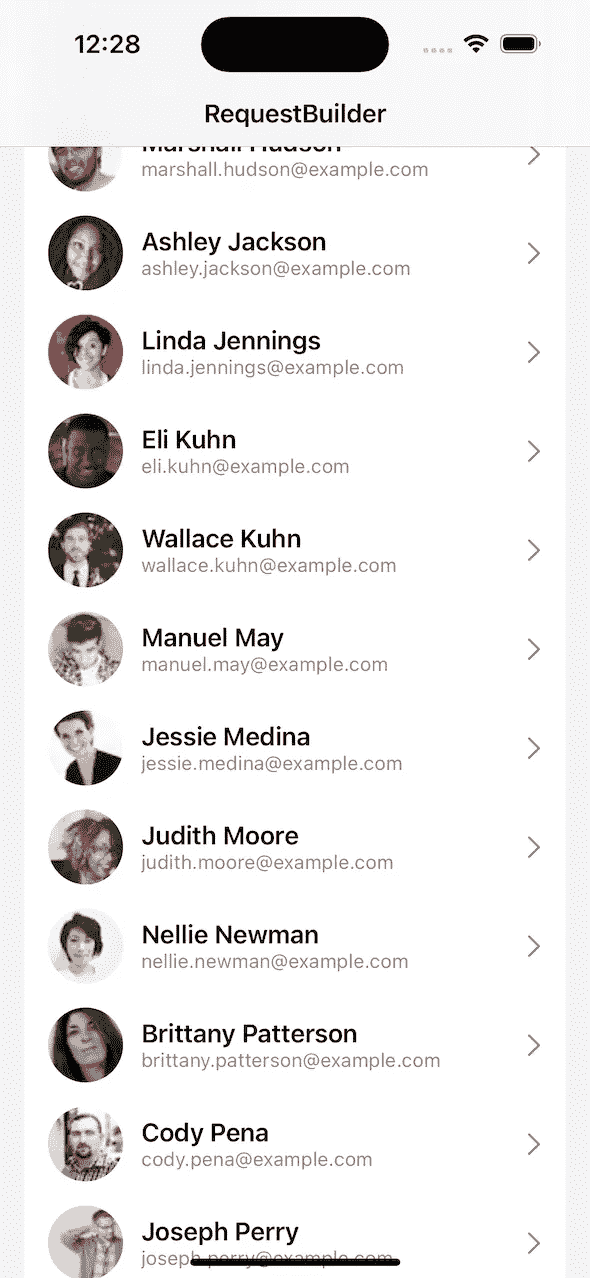 12:28
RequestBuilder
Marshall Hudson
marshall.hudson@example.com
Ashley Jackson
ashley.jackson@example.com
Linda Jennings
linda.jennings@example.com
Eli Kuhn
eli.kuhn@example.com
Wallace Kuhn
wallace.kuhn@example.com
Manuel May
manuel.may@example.com
Jessie Medina
jessie.medina@example.com
Judith Moore
judith.moore@example.com
Nellie Newman
nellie.newman@example.com
Brittany Patterson
brittany.patterson@example.com
Cody Pena
cody.pena@example.com
Joseph Perry
joseph.perry@example.com